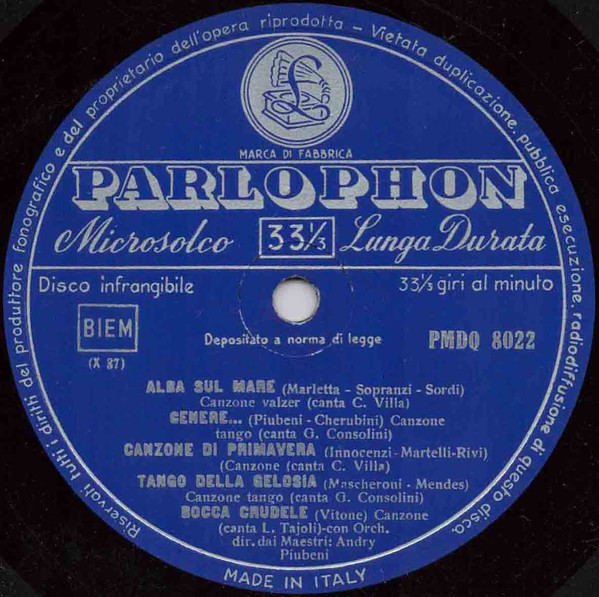 Riservati tutti i diritti del produttore fonografico e del proprietario dell'opera riprodotta - Vietata duplicazione, pubblica esecuzione, radiodiffusione di questo disco.
£
MARCA DI FABBRICA
PARLOPHON
Microsolco 33⅓ Lunga Durata
Disco infrangibile 33⅓ giri al minuto
BIEM
(X 87)
Depositato a norma di legge
PMDQ 8022
ALBA SUL MARE (Marletta - Sopranzi - Sordi)
Canzone valzer (canta C. Villa)
CENERE... (Piubeni - Cherubini) Canzone
tango (canta G. Consolini)
CANZONE DI PRIMAVERA (Innocenzi-Martelli-Rivi)
(Canzone (canta C. Villa)
TANGO DELLA GELOSIA (Mascheroni - Mendes)
Canzone tango (canta G. Consolini)
BOCCA CRUDELE (Vitone) Canzone
(canta L. Tajoli)-con Orch.
dir. dai Maestri: Andry
Piubeni
MADE IN ITALY